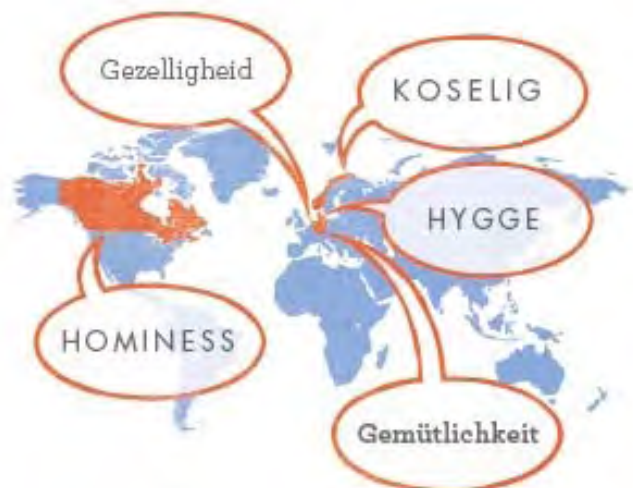 Gezelligheid
KOSELIG
HYGGE
HOMINESS
Gemütlichkeit